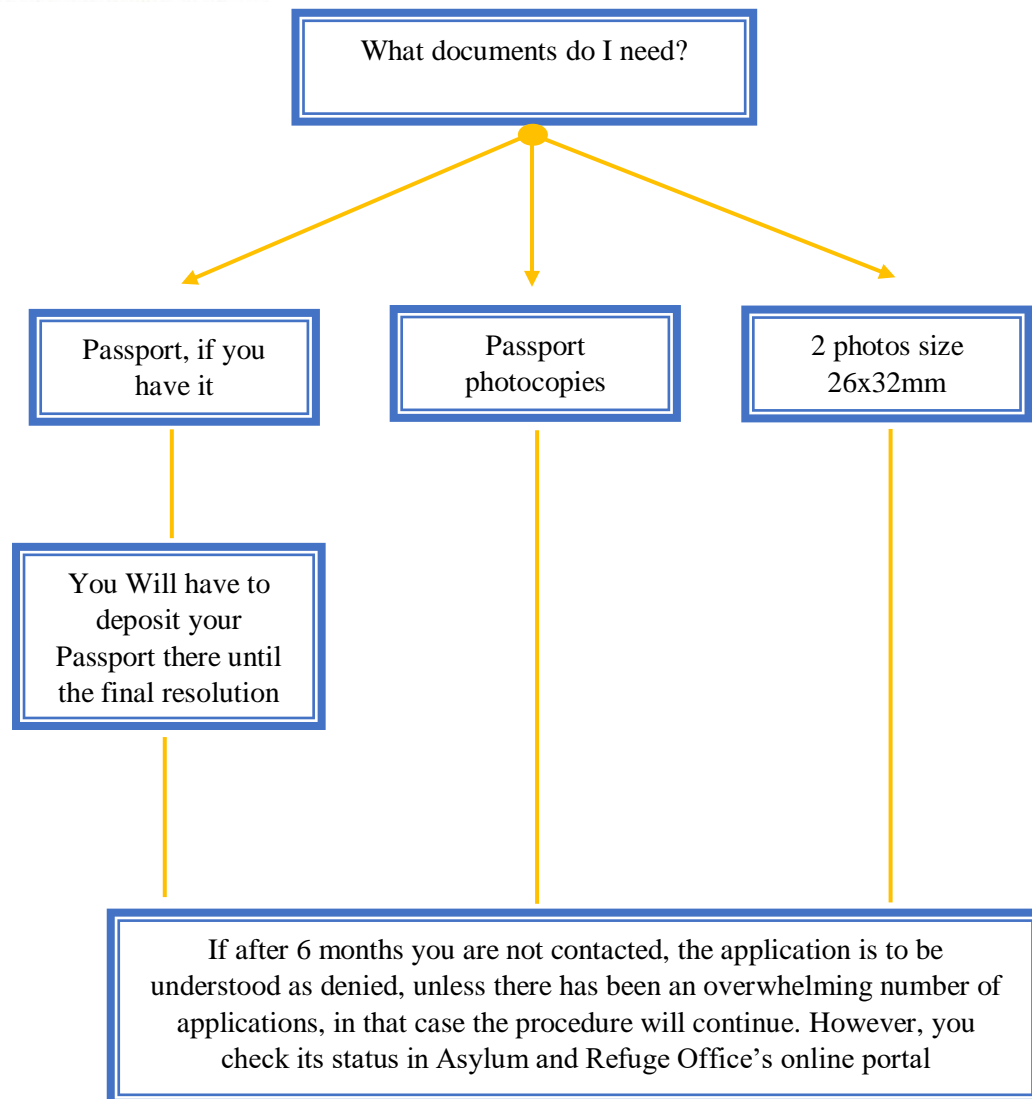 What documents do I need?
Passport, if you
have it
Passport
photocopies
2 photos size
26x32mm
You Will have to
deposit your
Passport there until
the final resolution
If after 6 months you are not contacted, the application is to be
understood as denied, unless there has been an overwhelming number of
applications, in that case the procedure will continue. However, you
check its status in Asylum and Refuge Office’s online portal